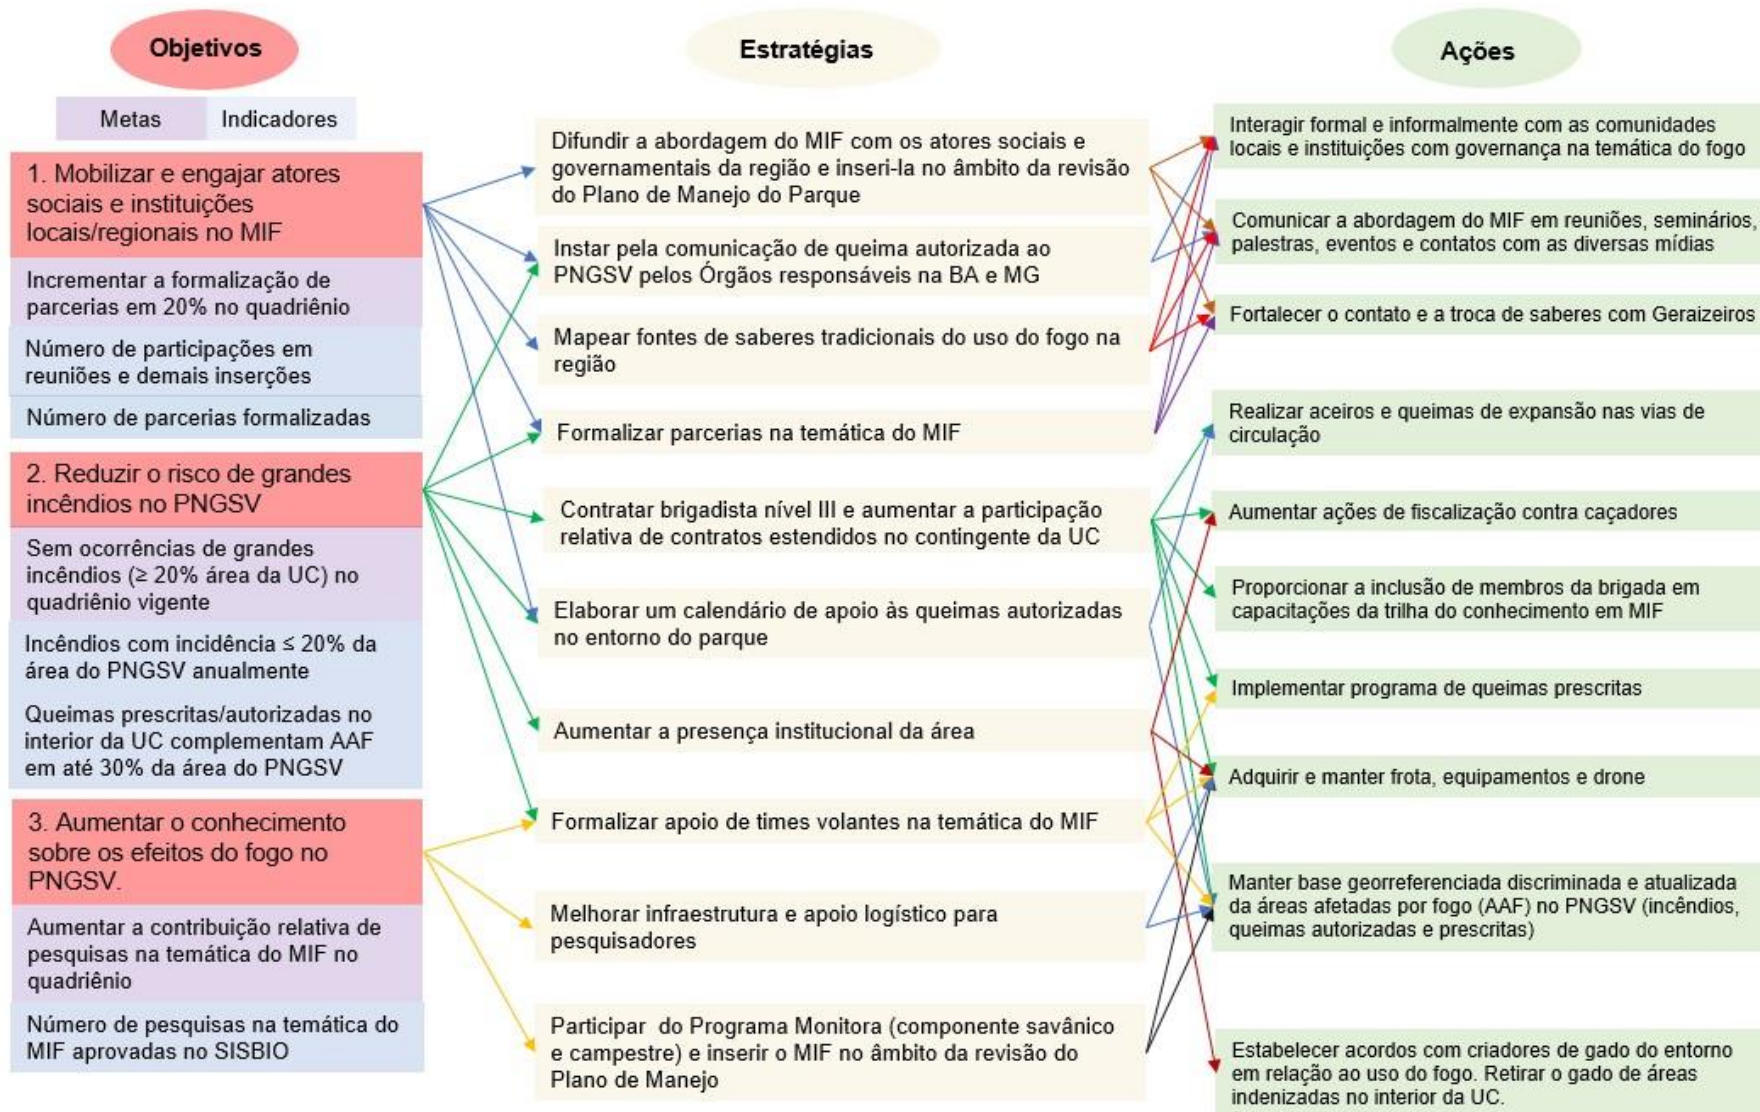 Objetivos
Metas
Indicadores
1. Mobilizar e engajar atores
sociais e instituições
locais/regionais no MIF
Incrementar a formalização de
parcerias em 20% no quadriênio
Número de participações em
reuniões e demais inserções
Número de parcerias formalizadas
2. Reduzir o risco de grandes
incêndios no PNGSV
Sem ocorrências de grandes
incêndios (≥ 20% área da UC) no
quadriênio vigente
Incêndios com incidência ≤ 20% da
área do PNGSV anualmente
Queimas prescritas/autorizadas no
interior da UC complementam AAF
em até 30% da área do PNGSV
3. Aumentar o conhecimento
sobre os efeitos do fogo no
PNGSV.
Aumentar a contribuição relativa de
pesquisas na temática do MIF no
quadriênio
Número de pesquisas na temática do
MIF aprovadas no SISBIO
Estratégias
Difundir a abordagem do MIF com os atores sociais e
governamentais da região e inseri-la no âmbito da revisão
do Plano de Manejo do Parque
Instar pela comunicação de queima autorizada ao
PNGSV pelos Órgãos responsáveis na BA e MG
Mapear fontes de saberes tradicionais do uso do fogo na
região
Formalizar parcerias na temática do MIF
Contratar brigadista nível III e aumentar a participação
relativa de contratos estendidos no contingente da UC
Elaborar um calendário de apoio às queimas autorizadas
no entorno do parque
Aumentar a presença institucional da área
Formalizar apoio de times volantes na temática do MIF
Melhorar infraestrutura e apoio logístico para
pesquisadores
Participar do Programa Monitora (componente savânico
e campestre) e inserir o MIF no âmbito da revisão do
Plano de Manejo
Ações
Interagir formal e informalmente com as comunidades
locais e instituições com governança na temática do fogo
Comunicar a abordagem do MIF em reuniões, seminários,
palestras, eventos e contatos com as diversas mídias
Fortalecer o contato e a troca de saberes com Geraizeiros
Realizar aceiros e queimas de expansão nas vias de
circulação
Aumentar ações de fiscalização contra caçadores
Proporcionar a inclusão de membros da brigada em
capacitações da trilha do conhecimento em MIF
Implementar programa de queimas prescritas
Adquirir e manter frota, equipamentos e drone
Manter base georreferenciada discriminada e atualizada
da áreas afetadas por fogo (AAF) no PNGSV (incêndios,
queimas autorizadas e prescritas)
Estabelecer acordos com criadores de gado do entorno
em relação ao uso do fogo. Retirar o gado de áreas
indenizadas no interior da UC.